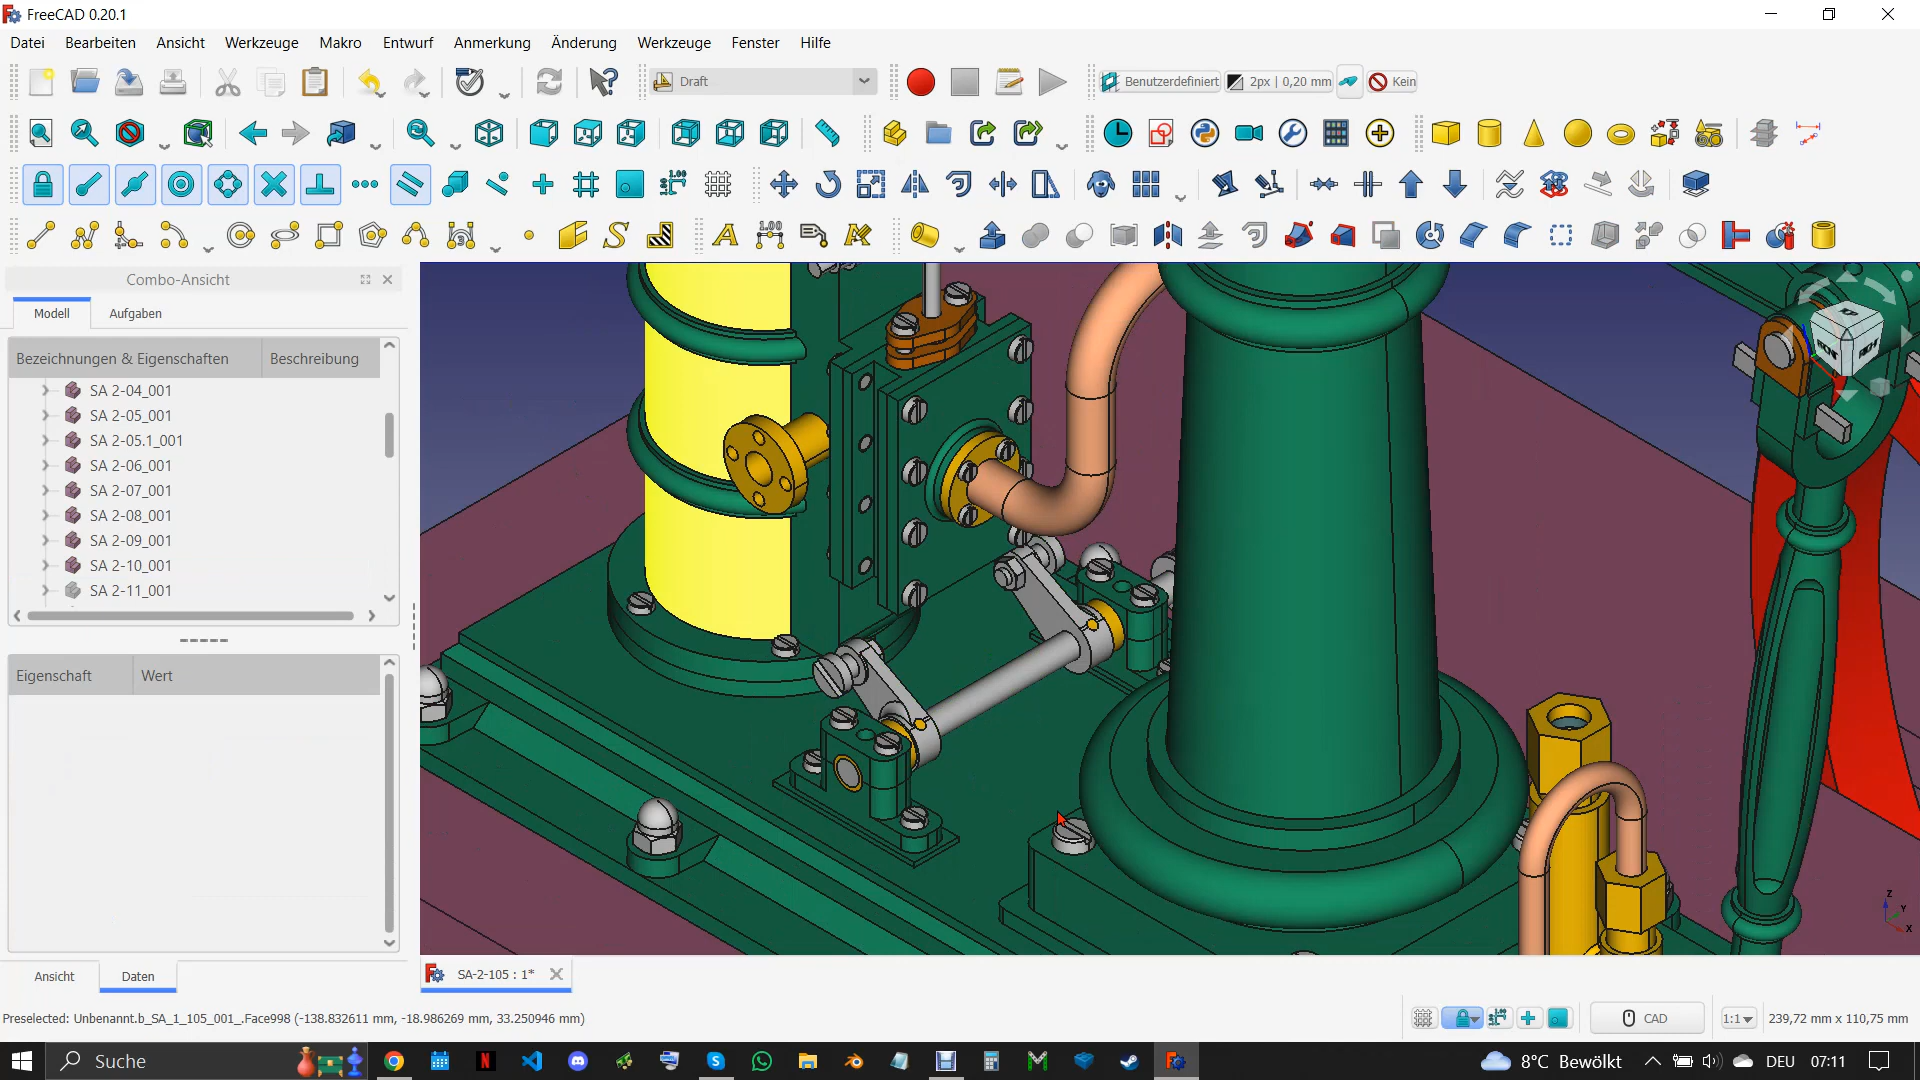 FreeCAD 0.20.1
Datei Bearbeiten Ansicht Werkzeuge Makro Entwurf Anmerkung Änderung Werkzeuge Fenster Hilfe
Draft
Benutzerdefiniert
2px | 0,20 mm
Kein
1.00
1.00
Combo-Ansicht
Modell
Aufgaben
Bezeichnungen & Eigenschaften
Beschreibung
SA 2-04_001
SA 2-05_001
SA 2-05.1_001
SA 2-06_001
SA 2-07_001
SA 2-08_001
SA 2-09_001
SA 2-10_001
SA 2-11_001
Eigenschaft
Wert
Z
Y
X
Ansicht
Daten
SA-2-105 : 1*
Preselected: Unbenannt.b_SA_1_105_001_.Face998 (-138.832611 mm, -18.986269 mm, 33.250946 mm)
CAD
1:1
239,72 mm x 110,75 mm
Suche
8°C Bewölkt
DEU
07:11